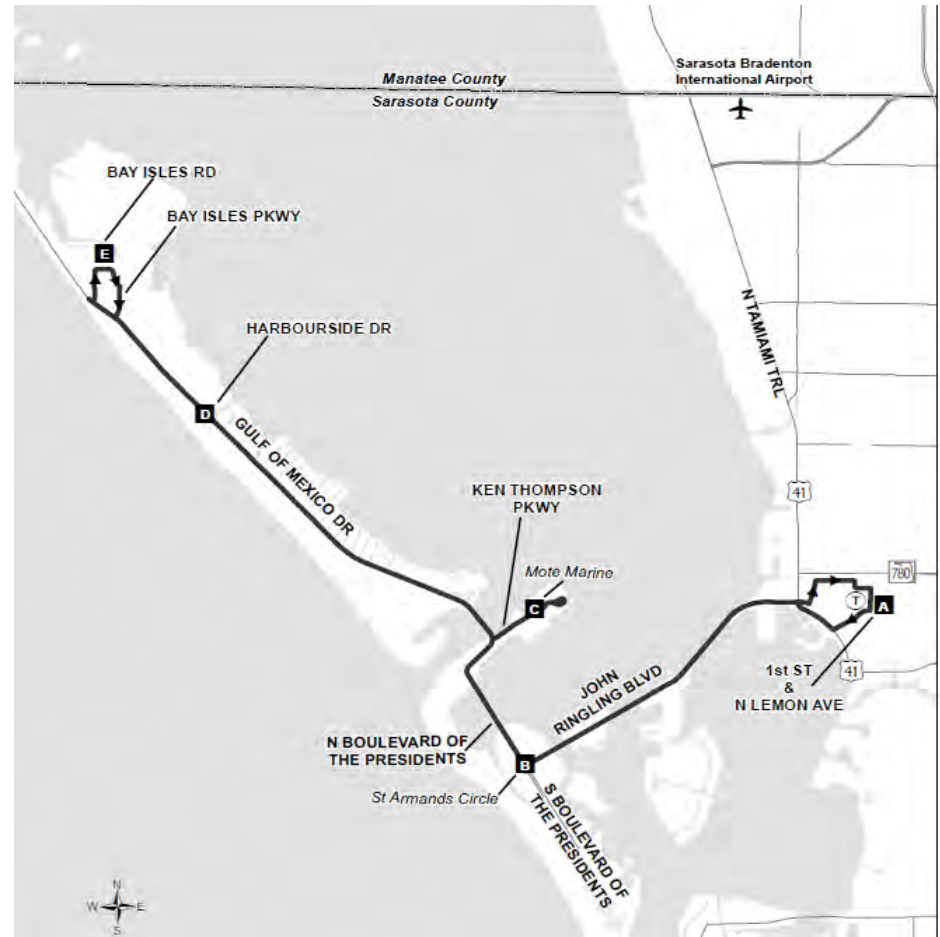 Manatee County
Sarasota County
Sarasota Bradenton
International Airport
BAY ISLES RD
BAY ISLES PKWY
E
HARBOURSIDE DR
N TAMIAMI TRL
D
GULF OF MEXICO DR
KEN THOMPSON
PKWY
41
Mote Marine
780
C
T
A
1st ST
&
N LEMON AVE
41
JOHN
RINGLING BLVD
N BOULEVARD OF
THE PRESIDENTS
B
St Armands Circle
S BOULEVARD OF
THE PRESIDENTS
N
W E
S